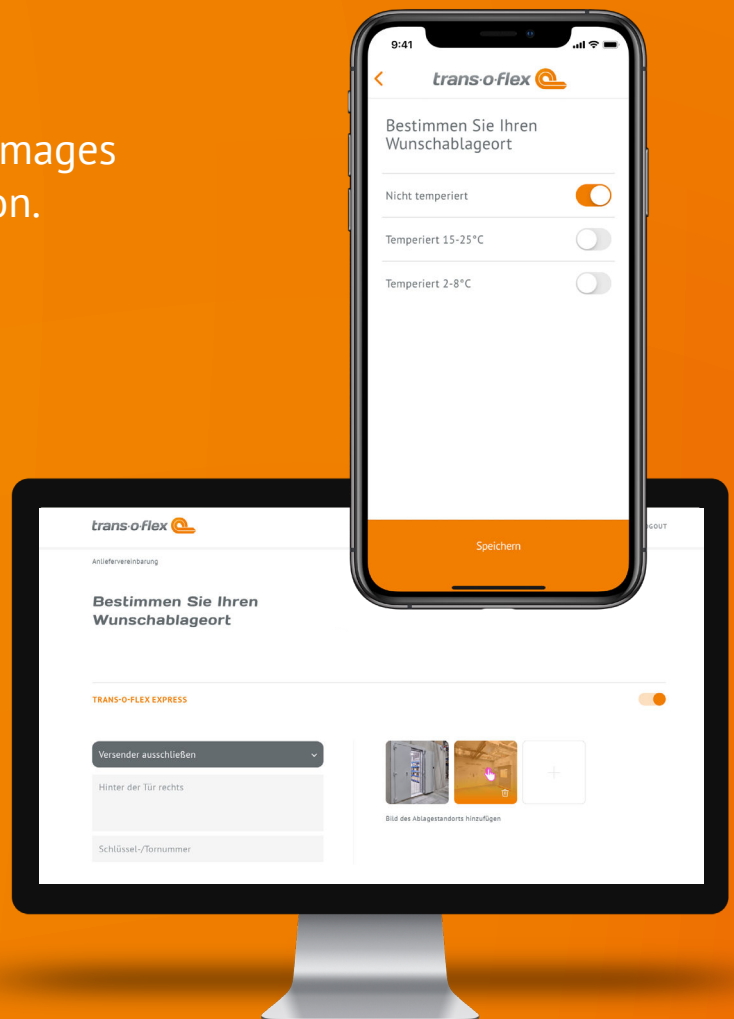 9:41
trans·o·flex
mages
on.
Bestimmen Sie Ihren
Wunschablageort
Nicht temperiert
Temperiert 15-25°C
Temperiert 2-8°C
Speichern
trans·o·flex
OGOUT
Anliefervereinbarung
Bestimmen Sie Ihren
Wunschablageort
TRANS•O•FLEX EXPRESS
Versender ausschließen
Hinter der Tür rechts
Schlüssel-/Tornummer
Bild des Ablagestandorts hinzufügen